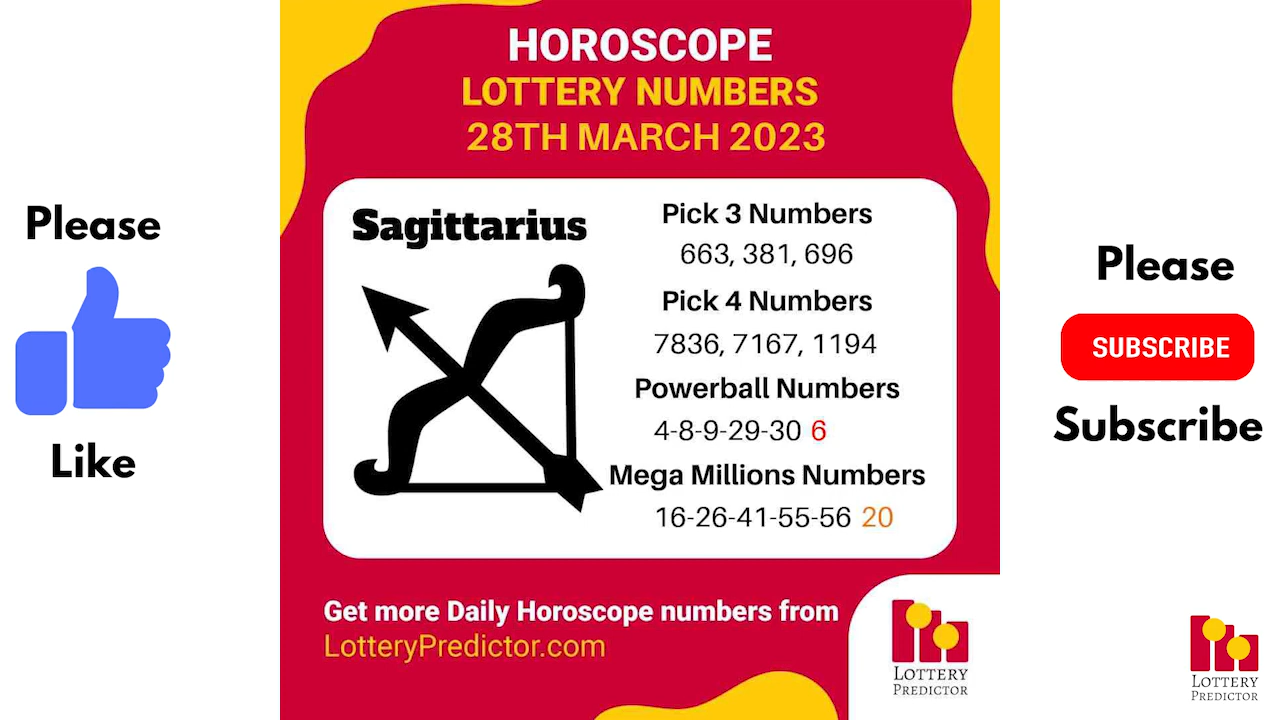 HOROSCOPE
LOTTERY NUMBERS
28TH MARCH 2023
Please
Like
Sagittarius
Pick 3 Numbers
663, 381, 696
Pick 4 Numbers
7836, 7167, 1194
Powerball Numbers
4-8-9-29-30 6
Mega Millions Numbers
16-26-41-55-56 20
Please
SUBSCRIBE
Subscribe
Get more Daily Horoscope numbers from
LotteryPredictor.com
LOTTERY
PREDICTOR
LOTTERY
PREDICTOR